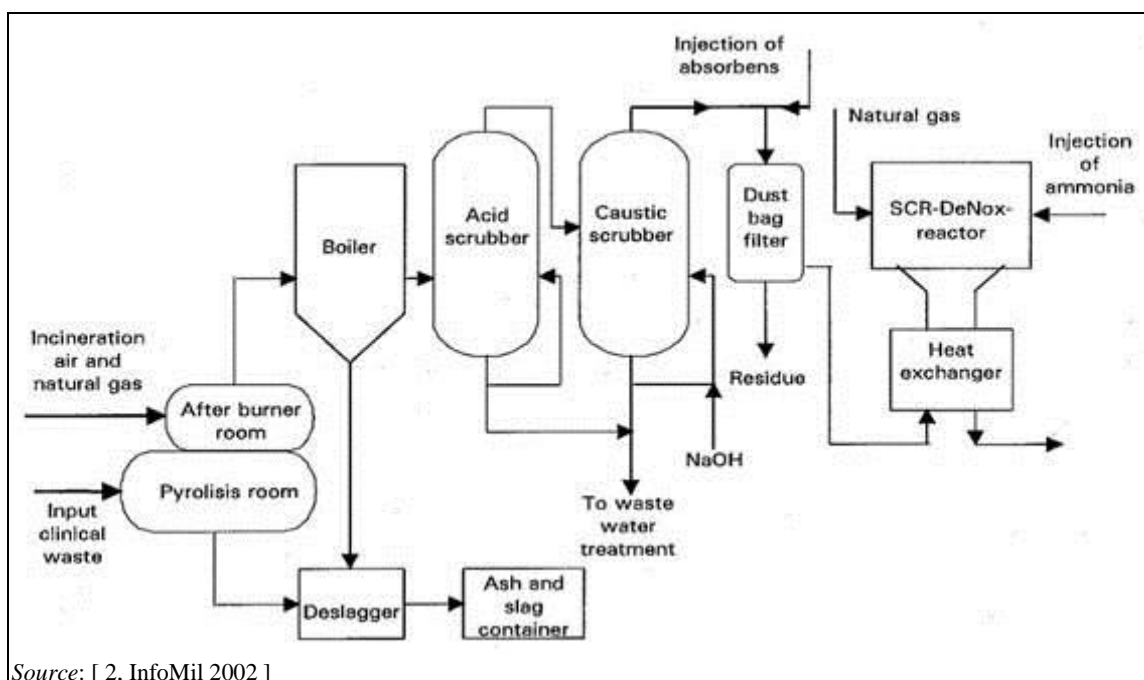 Injection of
absorbens
Natural gas
Injection
of
ammonia
Acid
scrubber
Caustic
scrubber
Dust
bag
filter
SCR-DeNox-
reactor
Boiler
Incineration
air and
natural gas
Heat
exchanger
Residue
After burner
room
NaOH
Pyrolisis room
Input
clinical
waste
To waste
water
treatment
Deslagger
Ash and
slag
container
Source: [ 2, InfoMil 2002 ]